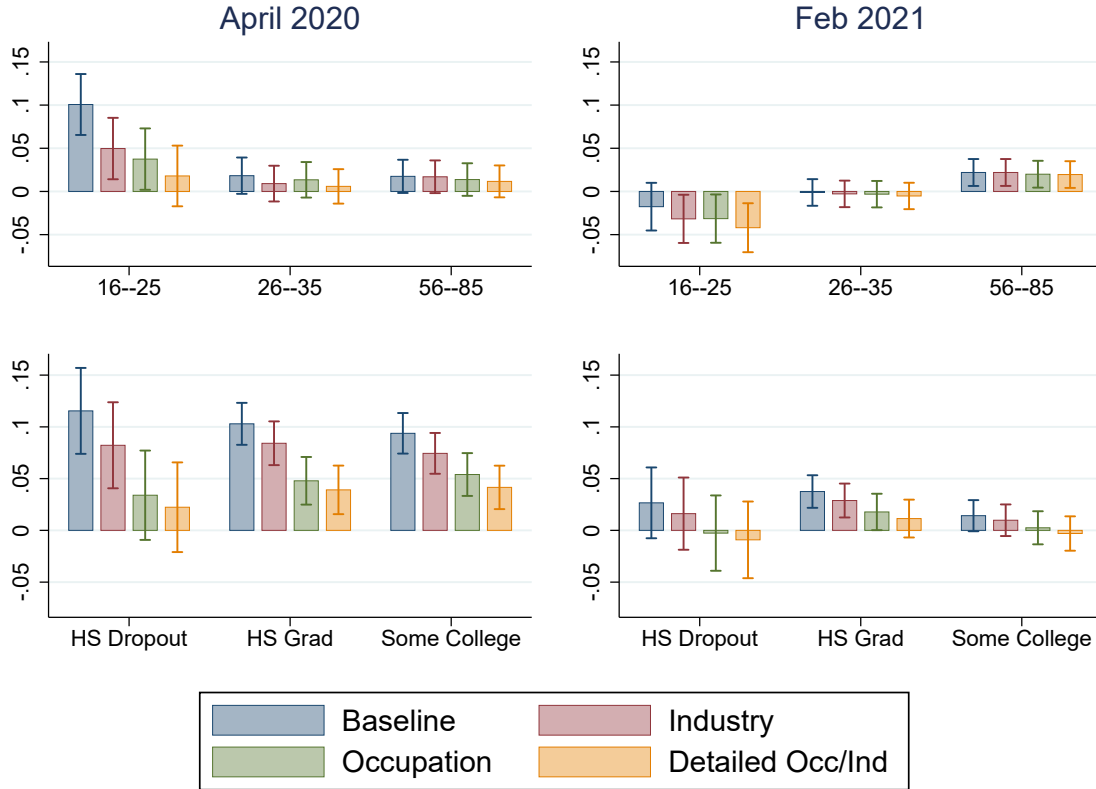 April 2020
Feb 2021
.15
.1
.05
0
-.05
16--25 26--35 56--85
.15
.1
.05
0
-.05
16--25 26--35 56--85
.15
.1
.05
0
-.05
HS Dropout HS Grad Some College
.15
.1
.05
0
-.05
HS Dropout HS Grad Some College
Baseline Industry
Occupation Detailed Occ/Ind